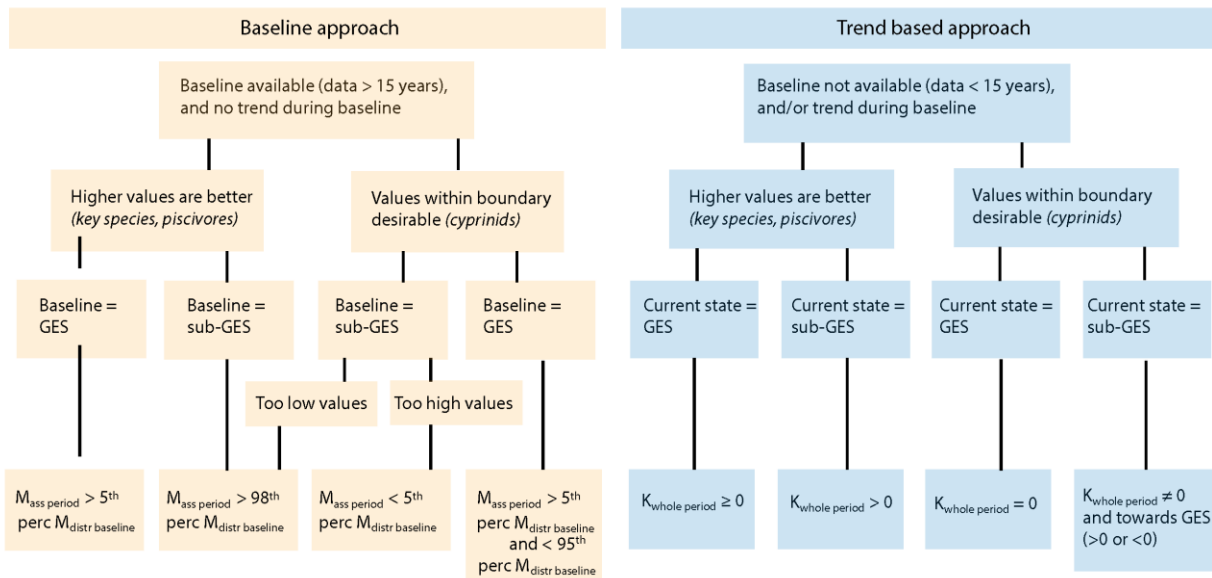 Baseline approach
Trend based approach
Baseline available (data > 15 years),
and no trend during baseline
Baseline not available (data < 15 years),
and/or trend during baseline
Higher values are better
(key species, piscivores)
Values within boundary
desirable (cyprinids)
Higher values are better
(key species, piscivores)
Values within boundary
desirable (cyprinids)
Baseline =
GES
Baseline =
sub-GES
Baseline =
sub-GES
Baseline =
GES
Current state =
GES
Current state =
sub-GES
Current state =
GES
Current state =
sub-GES
Too low values
Too high values
M ass period > 5th
perc M distr baseline
M ass period > 98th
perc M distr baseline
M ass period < 5th
perc M distr baseline
M ass period > 5th
perc M distr baseline
and < 95th
perc M distr baseline
K whole period ≥ 0
K whole period > 0
K whole period = 0
K whole period ≠ 0
and towards GES
(>0 or <0)